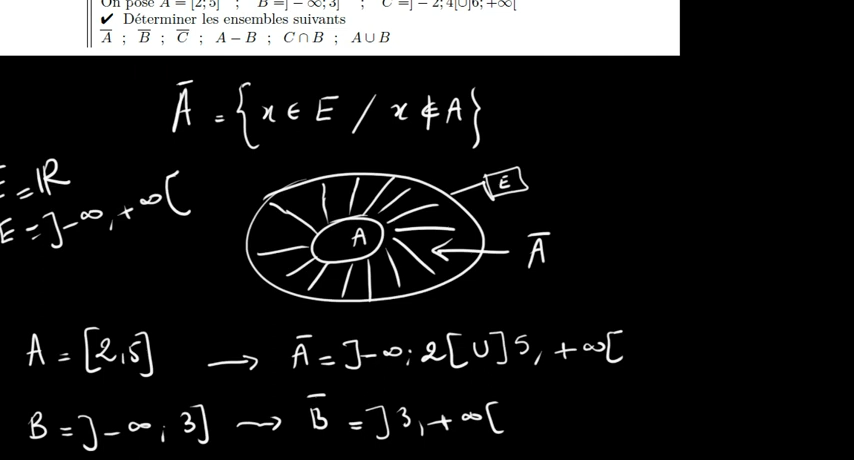 On pose A = [2; 5] ; B =] − ∞; 3] ; C =] − 2; 4[∪]6; +∞[
✔ Déterminer les ensembles suivants
A̅ ; B̅ ; C̅ ; A − B ; C ∩ B ; A ∪ B
A̅ = {x ∈ E / x ∉ A}
E = ℝ
E = ]-∞, +∞[
E
A
A̅
A = [2,5] → A̅ = ]-∞; 2[ U ]5, +∞[
B = ]-∞; 3] → B̅ = ]3, +∞[